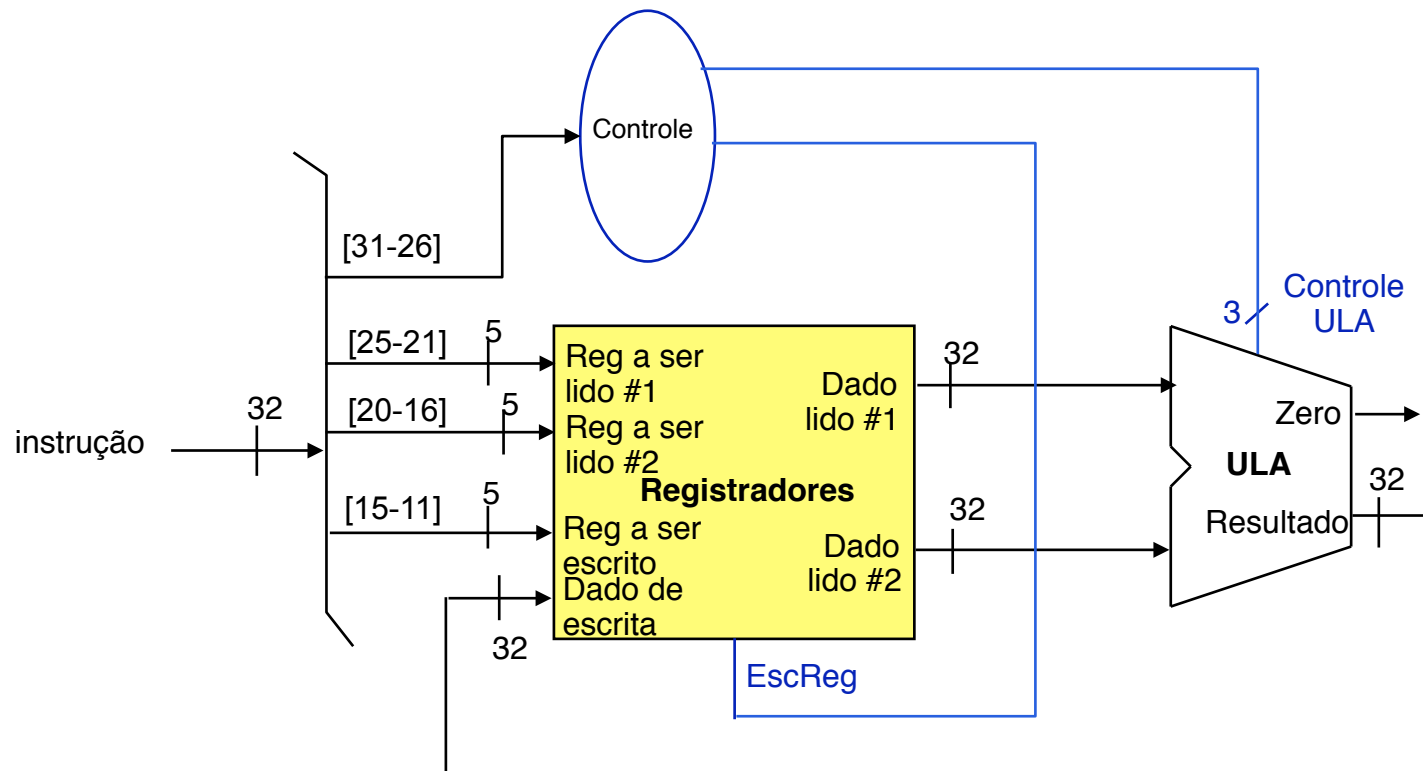 Controle
[31-26]
Controle
ULA
3
[25-21]
5
Reg a ser
lido #1
Dado
lido #1
32
[20-16]
5
Reg a ser
lido #2
Zero
instrução
32
Registradores
ULA
[15-11]
5
Reg a ser
escrito
Dado
lido #2
32
Resultado
32
Dado de
escrita
32
EscReg